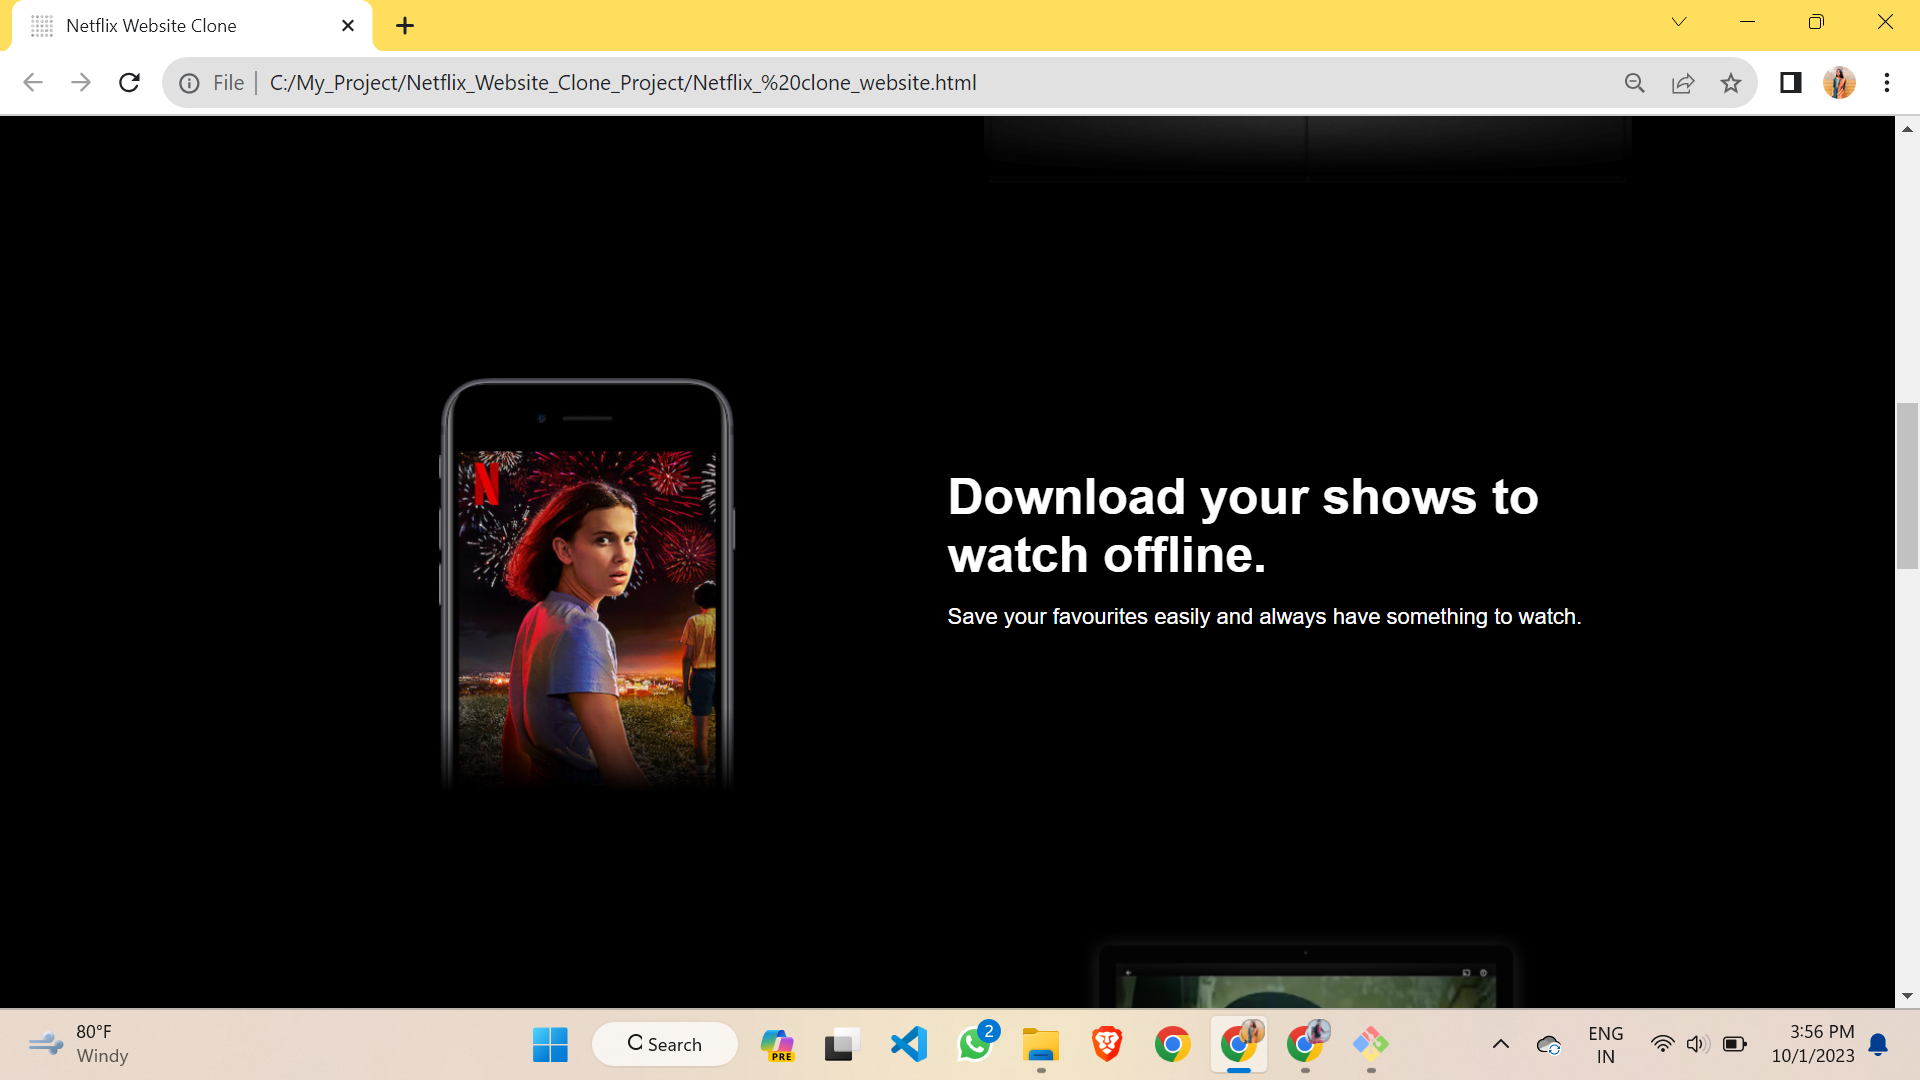 Netflix Website Clone
File
C:/My_Project/Netflix_Website_Clone_Project/Netflix_%20clone_website.html
N
Download your shows to
watch offline.
Save your favourites easily and always have something to watch.
80°F
Windy
Search
PRE
2
ENG
IN
3:56 PM
10/1/2023